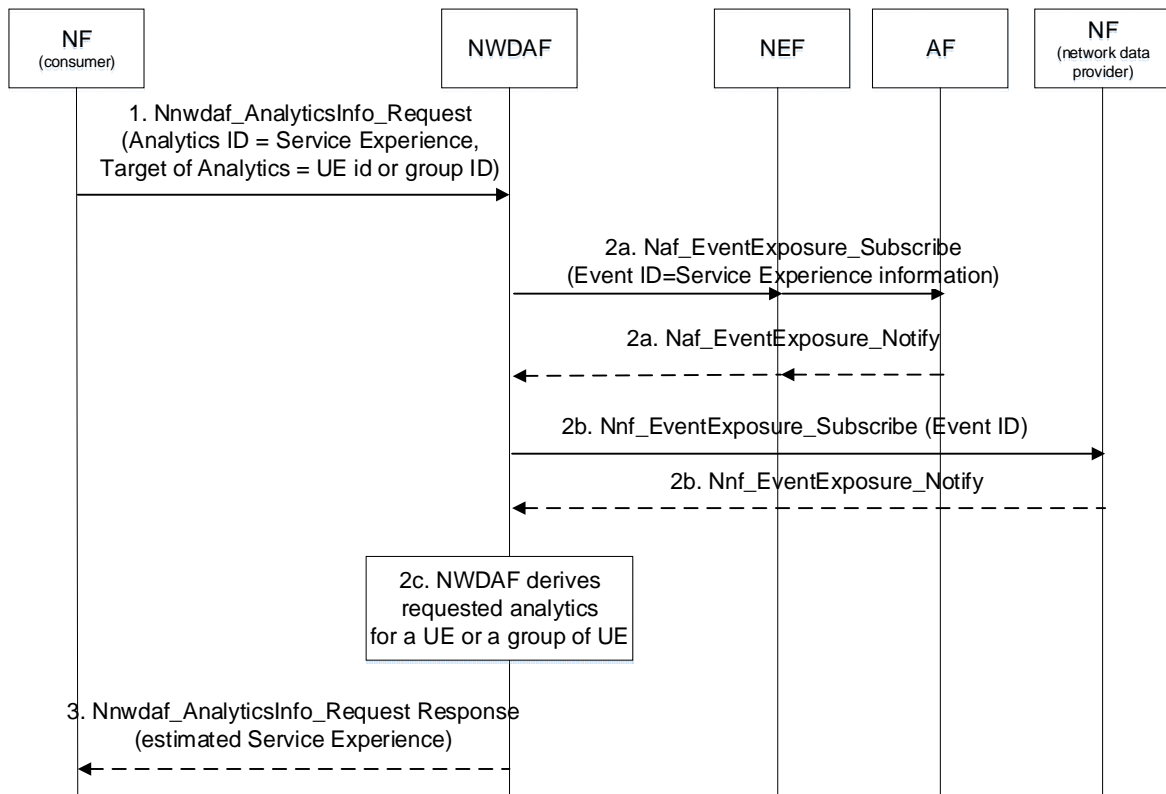 NF
(consumer)
NWDAF
NEF
AF
NF
(network data
provider)
1. Nnwdaf_AnalyticsInfo_Request
(Analytics ID = Service Experience,
Target of Analytics = UE id or group ID)
2a. Naf_EventExposure_Subscribe
(Event ID=Service Experience information)
2a. Naf_EventExposure_Notify
2b. Nnf_EventExposure_Subscribe (Event ID)
2b. Nnf_EventExposure_Notify
2c. NWDAF derives
requested analytics
for a UE or a group of UE
3. Nnwdaf_AnalyticsInfo_Request Response
(estimated Service Experience)